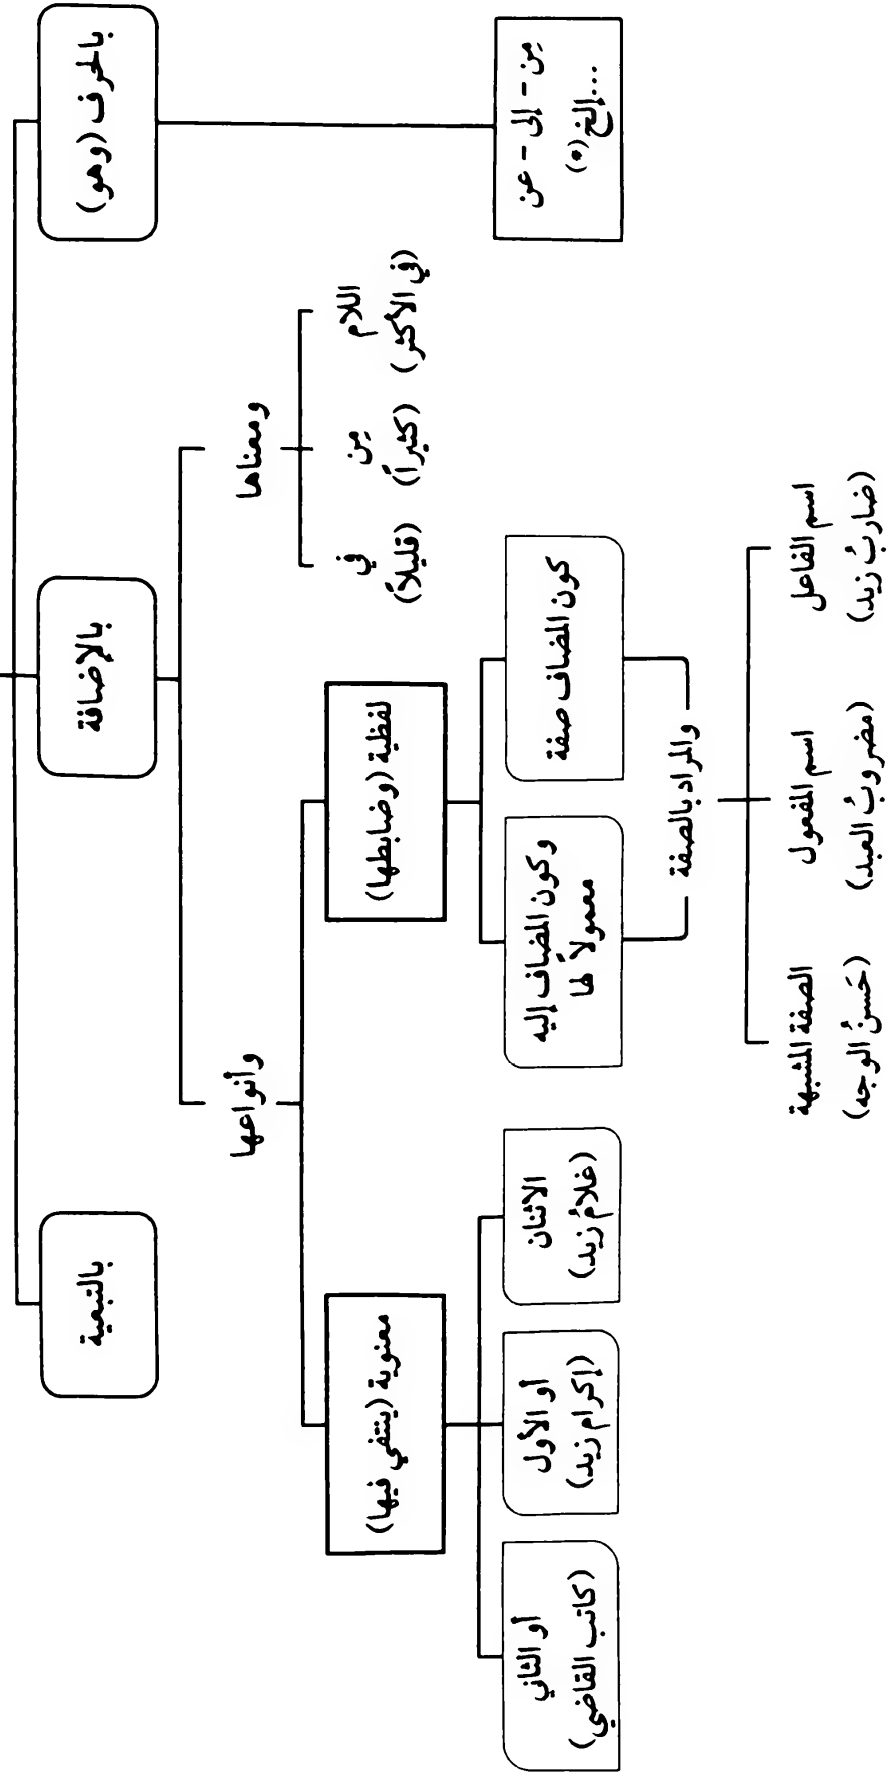 بالحرف (وهو)
بالإضافة
بالتبعية
مِن - إلى - عن
...إلخ(٥)
ومعناها
وأنواعها
اللام
(في الأكثر)
مِن
(كثيراً)
في
(قليلاً)
لفظية (وضابطها)
معنوية (ينتفي فيها)
كون المضاف صفة
وكون المضاف إليه
معمولاً لها
الاثنان
(غلامُ زيد)
أو الأول
(إكرام زيد)
أو الثاني
(كاتب القاضي)
والمراد بالصفة
اسم الفاعل
(ضاربُ زيد)
اسم المفعول
(مضروبُ العبد)
الصفة المشبهة
(حَسَنُ الوجه)